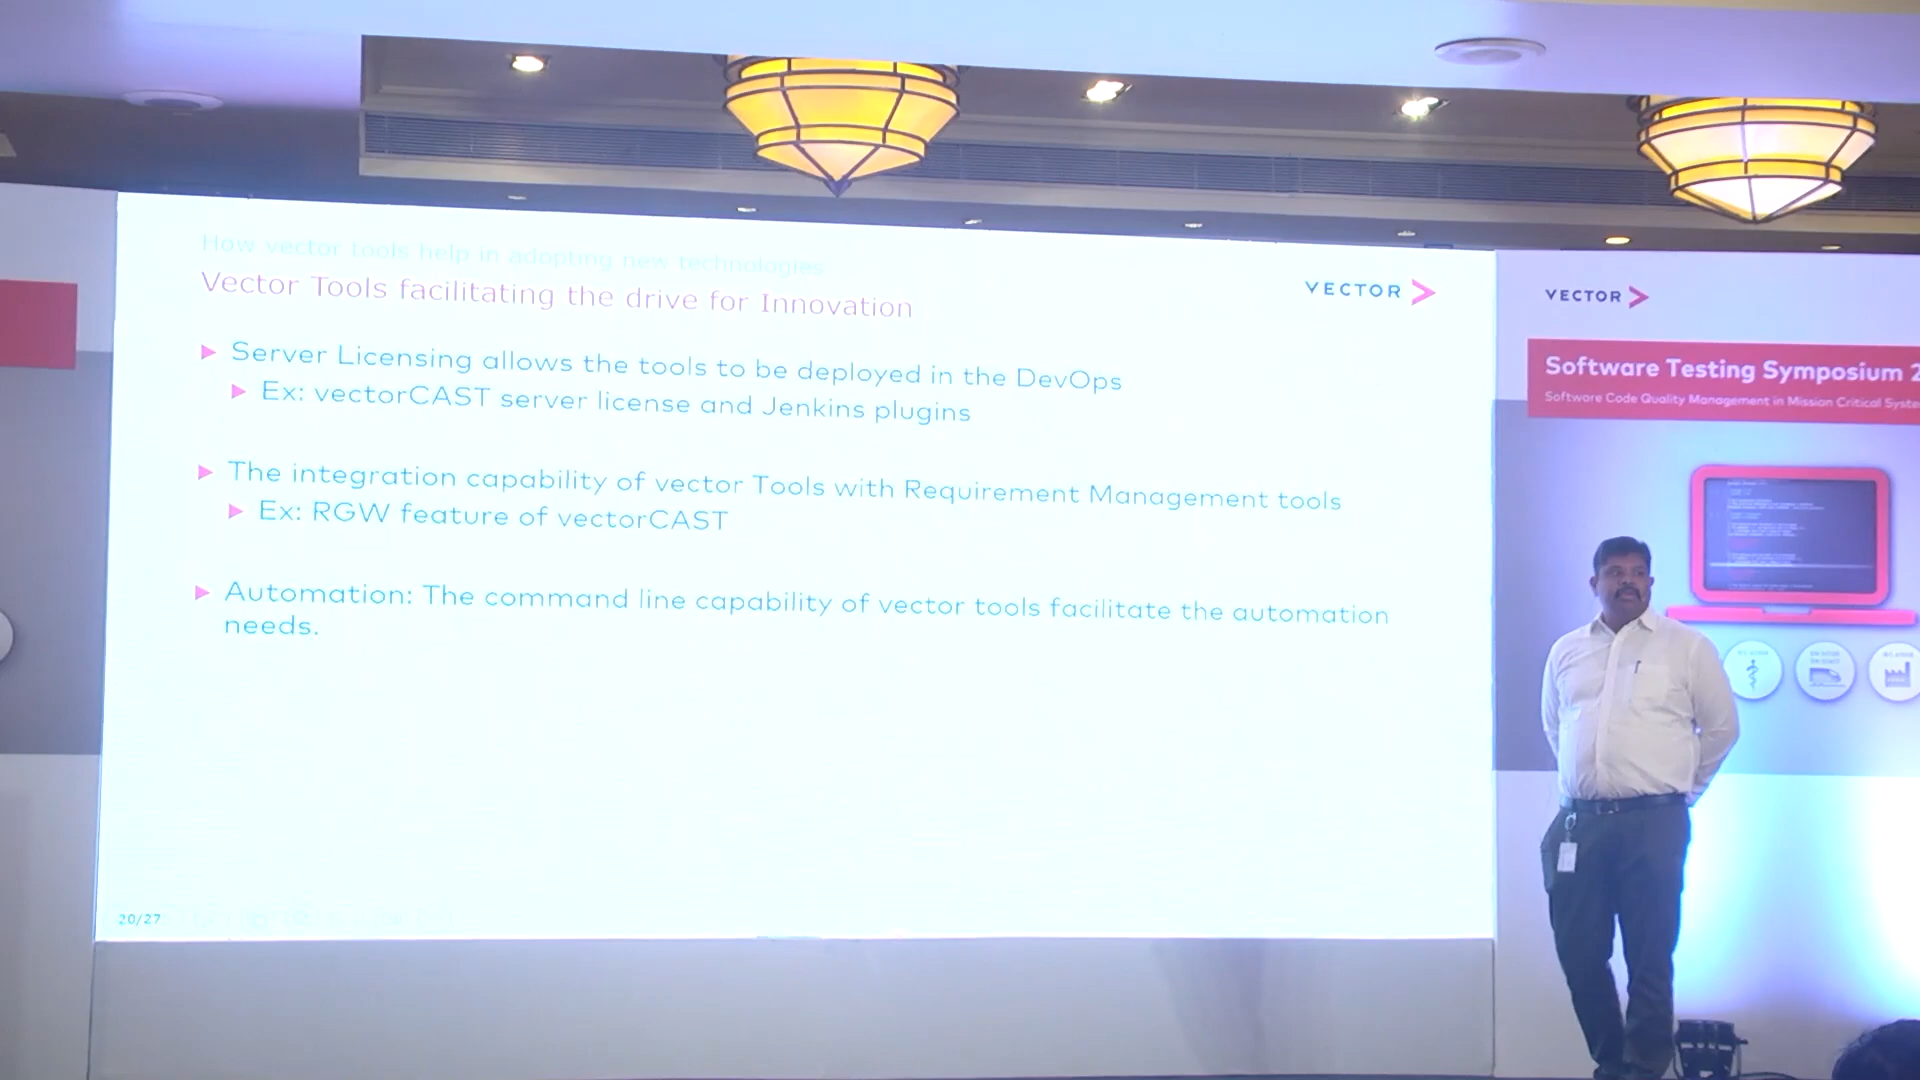 How vector tools help in adopting new technologies
Vector Tools facilitating the drive for Innovation
VECTOR
Server Licensing allows the tools to be deployed in the DevOps
Ex: vectorCAST server license and Jenkins plugins
The integration capability of vector Tools with Requirement Management tools
Ex: RGW feature of vectorCAST
Automation: The command line capability of vector tools facilitate the automation
needs.
20/27
VECTOR
Software Testing Symposium 2
Software Code Quality Management in Mission Critical Syste